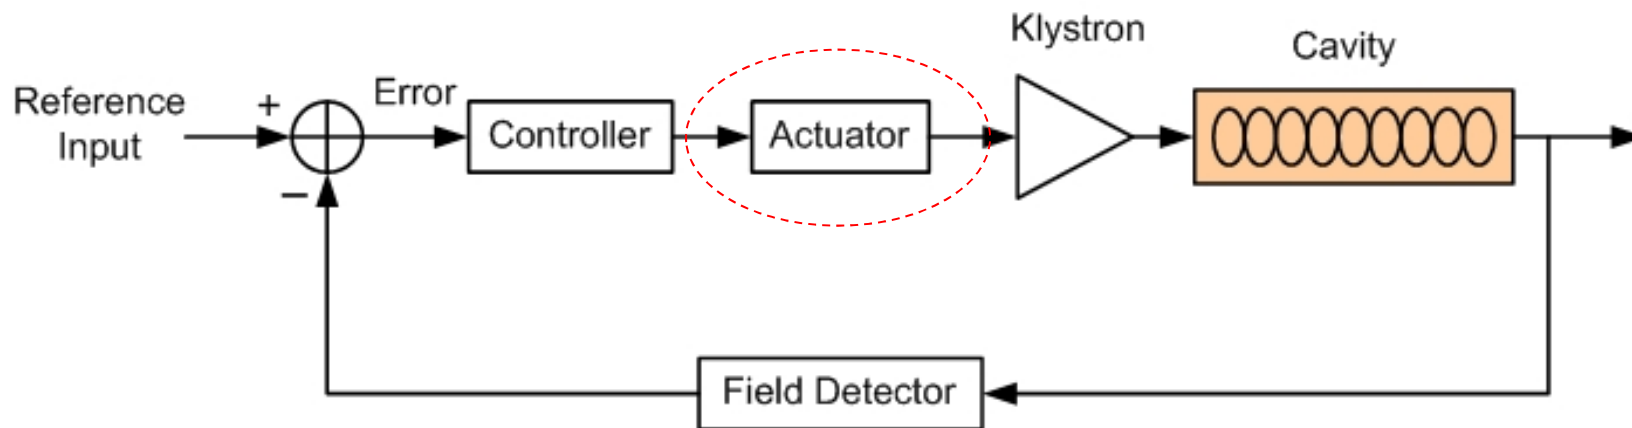 Klystron
Cavity
Reference
Input
+
Error
Controller
Actuator
−
Field Detector